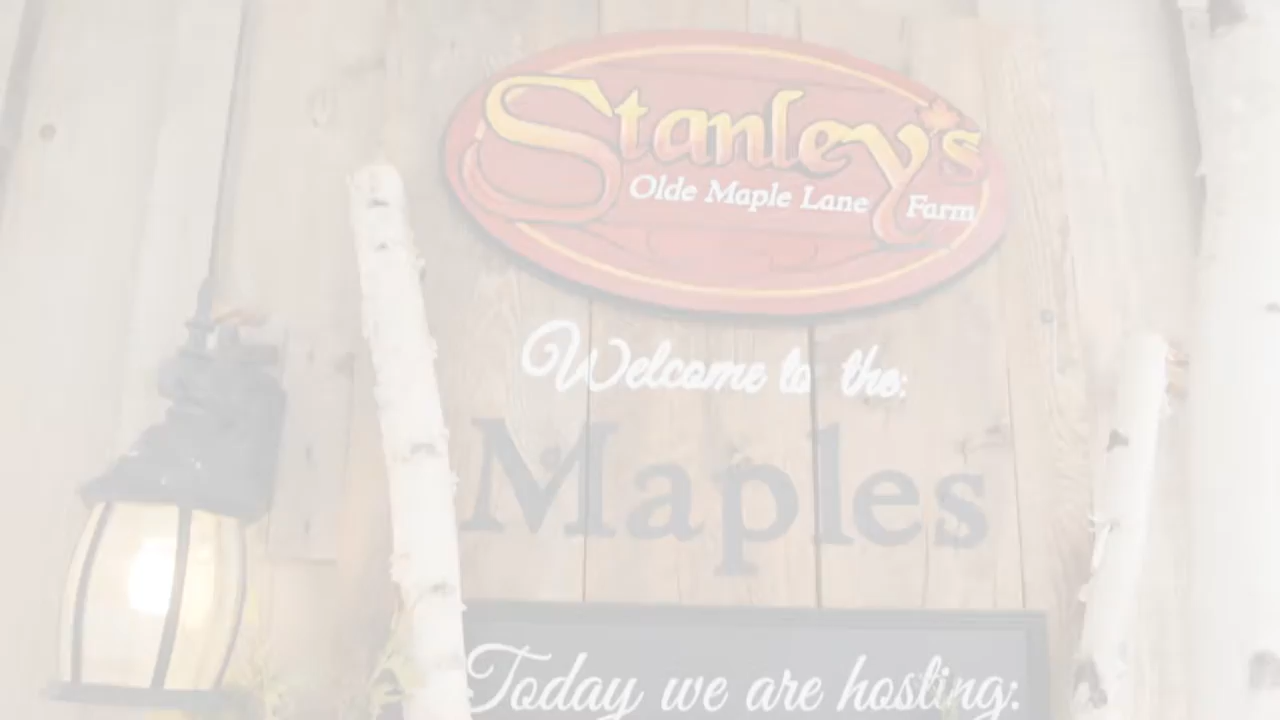 Stanley's
Olde Maple Lane Farm
Welcome to the:
Maples
Today we are hosting: